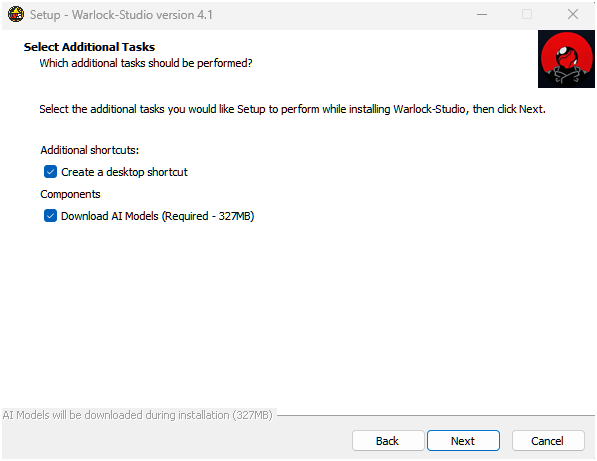 Setup - Warlock-Studio version 4.1
Select Additional Tasks
Which additional tasks should be performed?
Select the additional tasks you would like Setup to perform while installing Warlock-Studio, then click Next.
Additional shortcuts:
Create a desktop shortcut
Components
Download AI Models (Required - 327MB)
AI Models will be downloaded during installation (327MB)
Back
Next
Cancel